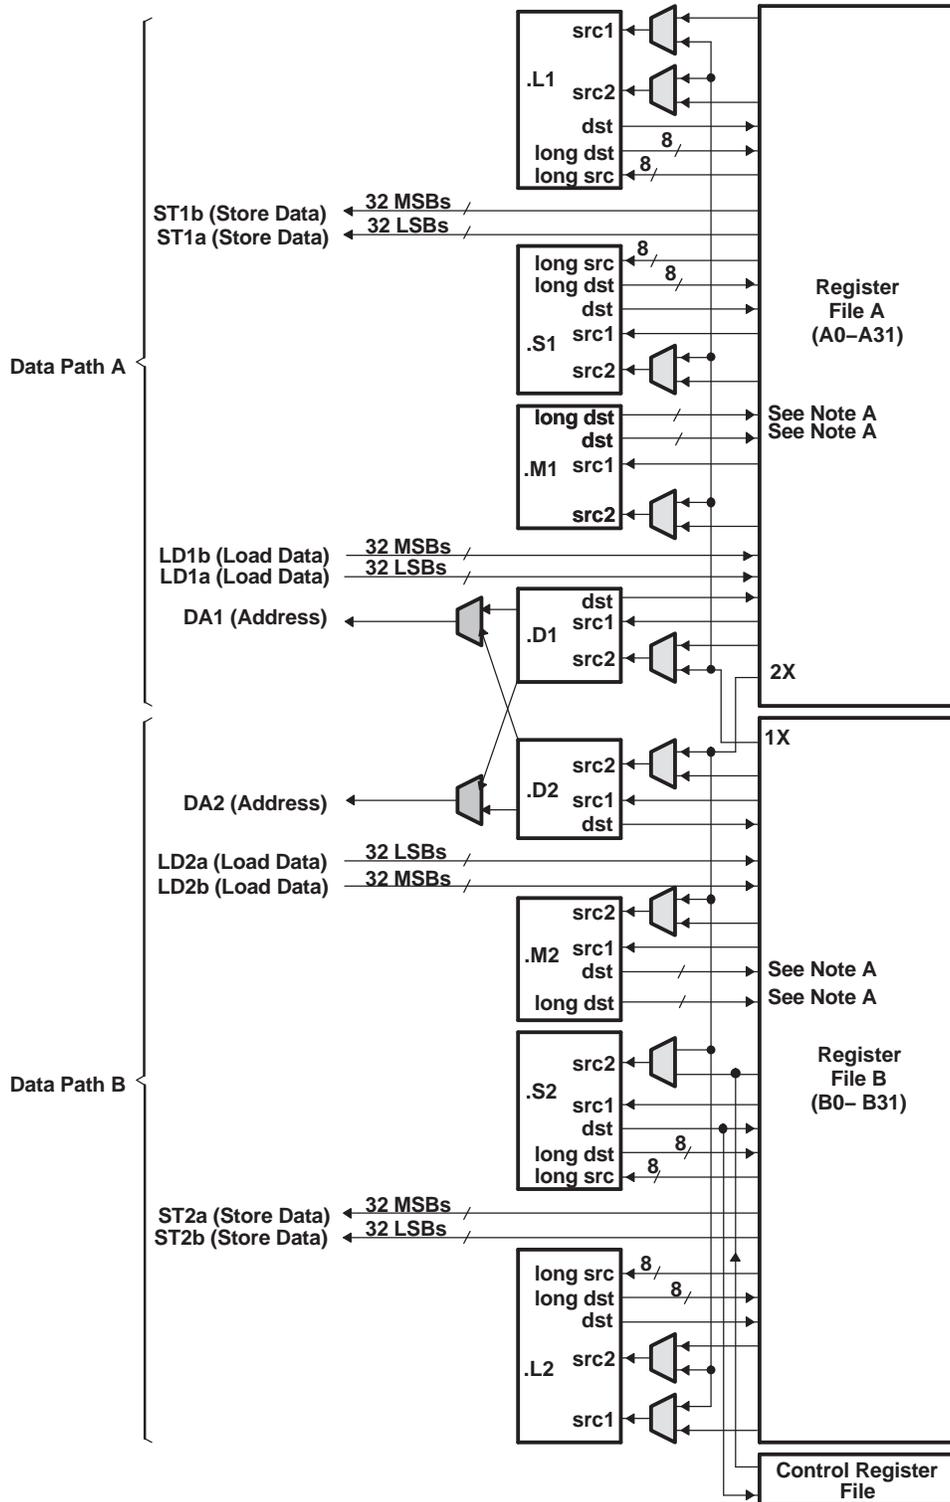 src1
.L1
src2
dst
long dst
8
long src
8
ST1b (Store Data)
32 MSBs
ST1a (Store Data)
32 LSBs
long src
8
long dst
8
dst
src1
.S1
src2
Register
File A
(A0–A31)
Data Path A
long dst
See Note A
dst
See Note A
.M1
src1
src2
LD1b (Load Data)
32 MSBs
LD1a (Load Data)
32 LSBs
DA1 (Address)
dst
src1
.D1
src2
2X
1X
src2
.D2
src1
dst
DA2 (Address)
LD2a (Load Data)
32 LSBs
LD2b (Load Data)
32 MSBs
src2
src1
.M2
dst
See Note A
long dst
See Note A
src2
.S2
src1
dst
long dst
8
long src
8
Register
File B
(B0– B31)
Data Path B
ST2a (Store Data)
32 MSBs
ST2b (Store Data)
32 LSBs
long src
8
long dst
8
dst
src2
.L2
src1
Control Register
File